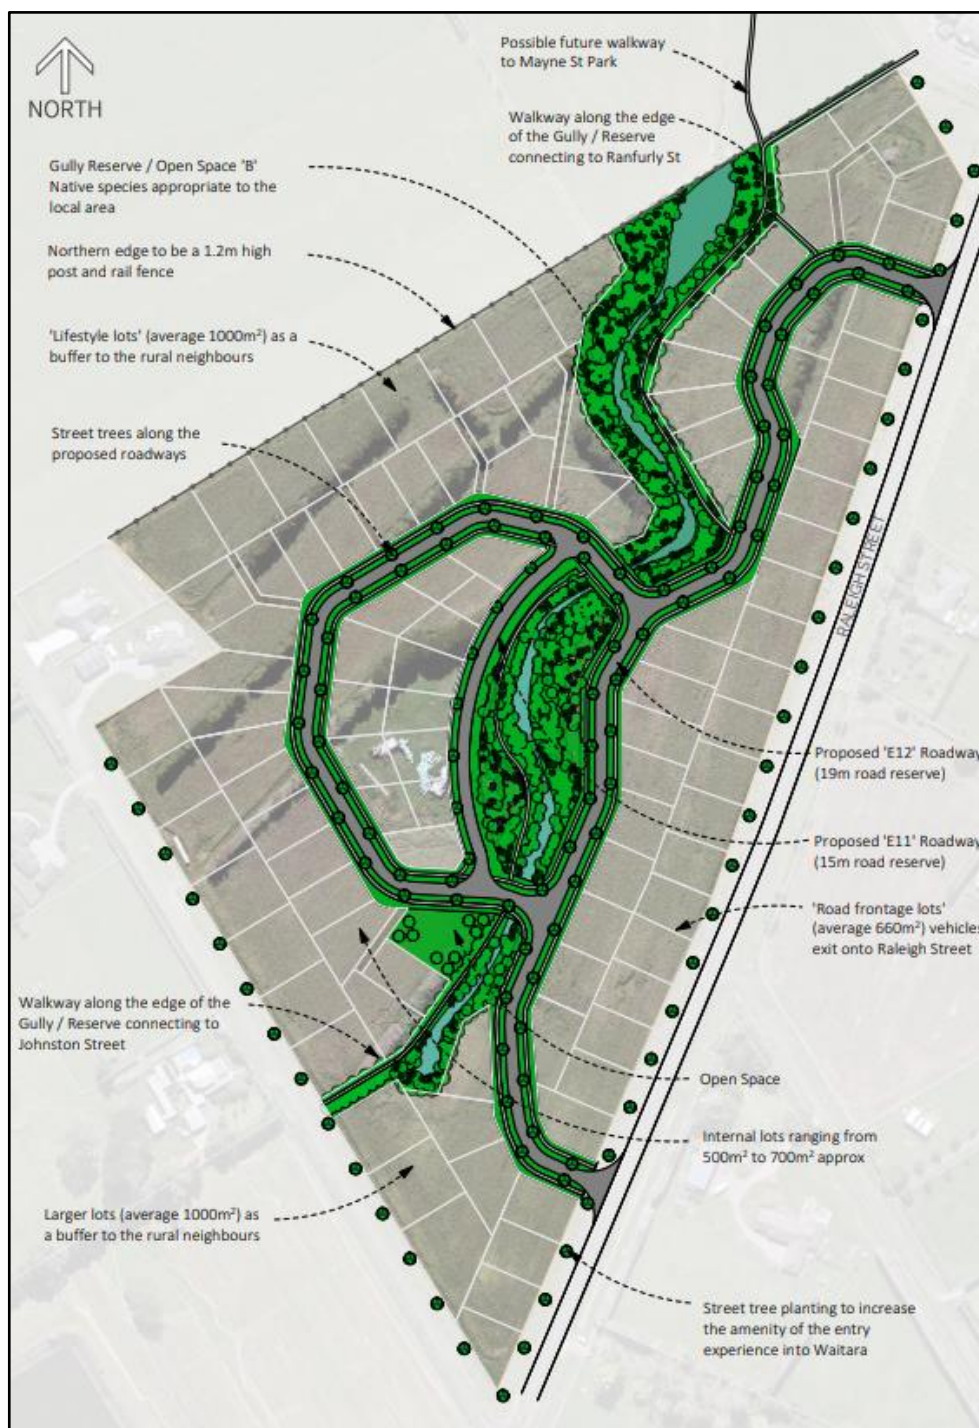 NORTH
Possible future walkway
to Mayne St Park
Walkway along the edge
of the Gully / Reserve
connecting to Ranfurly St
Gully Reserve / Open Space 'B'
Native species appropriate to the
local area
Northern edge to be a 1.2m high
post and rail fence
'Lifestyle lots' (average 1000m²) as a
buffer to the rural neighbours
Street trees along the
proposed roadways
RALEIGH STREET
Proposed 'E12' Roadway
(19m road reserve)
Proposed 'E11' Roadway
(15m road reserve)
'Road frontage lots'
(average 660m²) vehicles
exit onto Raleigh Street
Walkway along the edge of the
Gully / Reserve connecting to
Johnston Street
Open Space
Internal lots ranging from
500m² to 700m² approx
Larger lots (average 1000m²) as
a buffer to the rural neighbours
Street tree planting to increase
the amenity of the entry
experience into Waitara